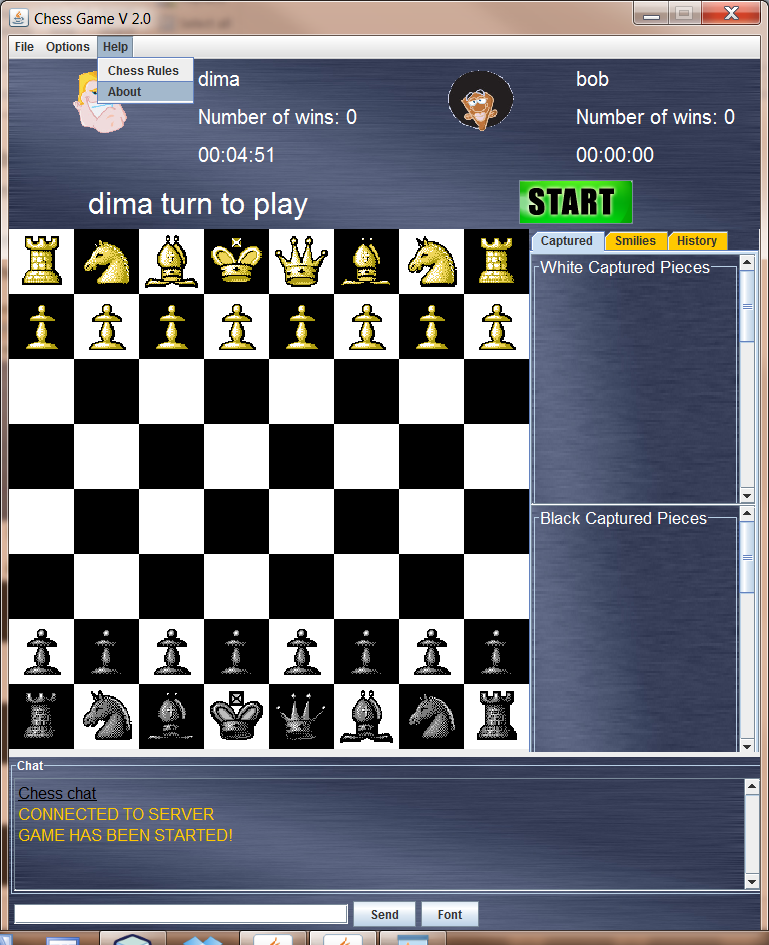 Chess Game V 2.0
File Options Help
Chess Rules
About
dima
Number of wins: 0
00:04:51
bob
Number of wins: 0
00:00:00
dima turn to play
START
Captured Smilies History
White Captured Pieces
Black Captured Pieces
Chat
Chess chat
CONNECTED TO SERVER
GAME HAS BEEN STARTED!
Send Font